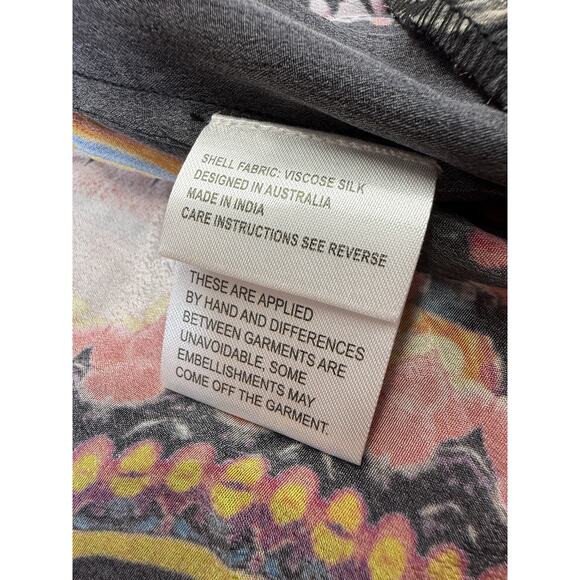 SHELL FABRIC: VISCOSE SILK
DESIGNED IN AUSTRALIA
MADE IN INDIA
CARE INSTRUCTIONS SEE REVERSE
THESE ARE APPLIED
BY HAND AND DIFFERENCES
BETWEEN GARMENTS ARE
UNAVOIDABLE. SOME
EMBELLISHMENTS MAY
COME OFF THE GARMENT.